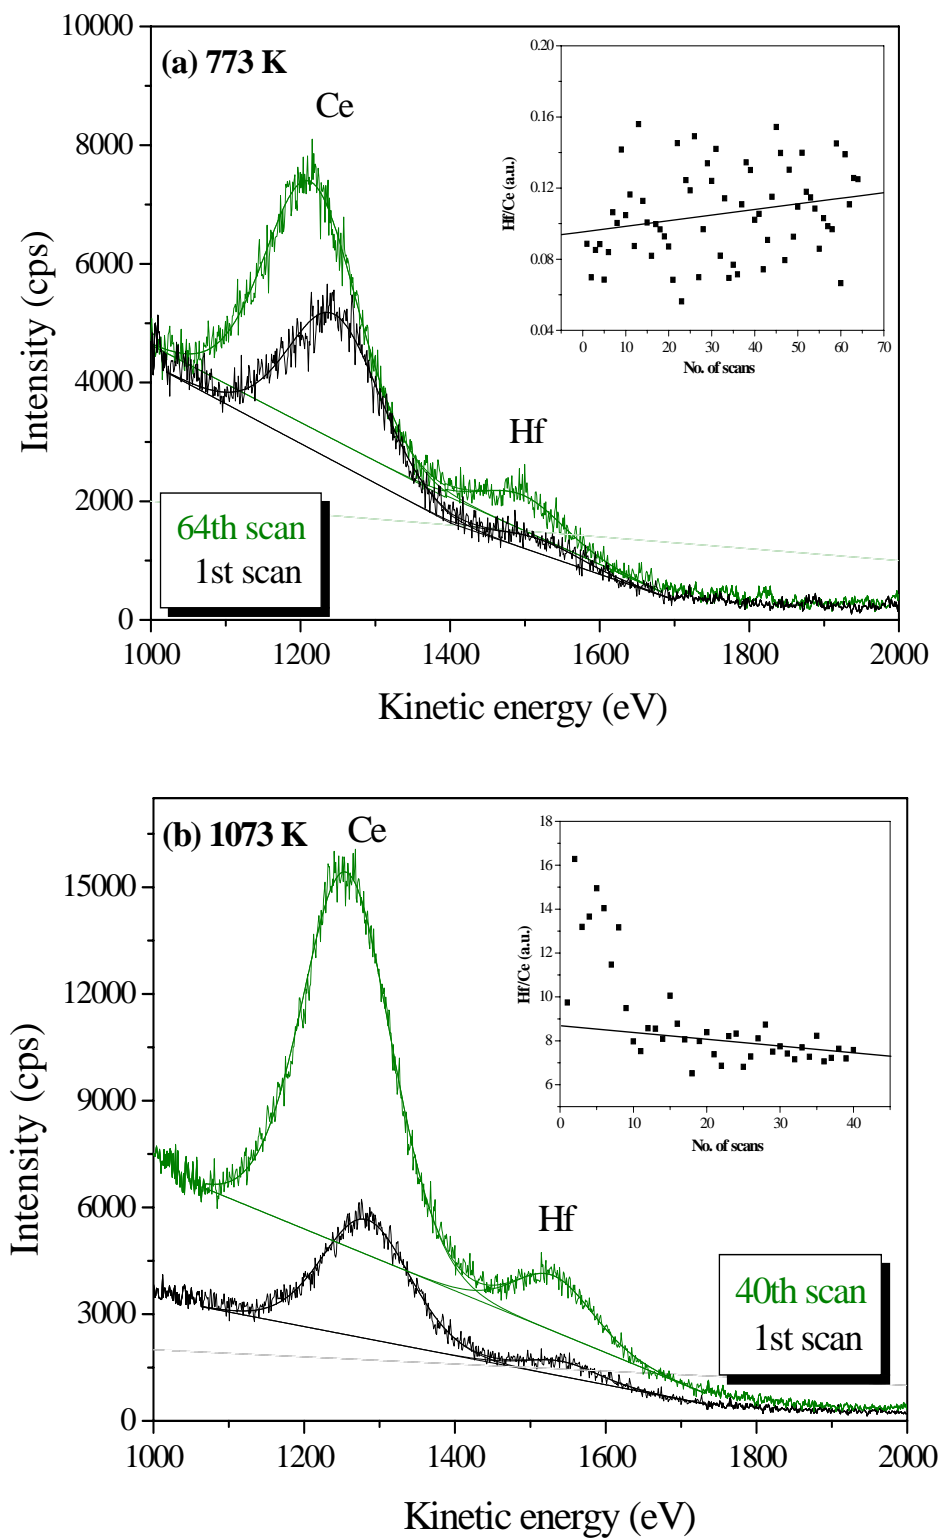 (a) 773 K
Ce
Hf
64th scan
1st scan
10000
8000
6000
4000
2000
0
Intensity (cps)
1000
1200
1400
1600
1800
2000
Kinetic energy (eV)
0.20
0.16
0.12
0.08
0.04
Hf/Ce (a.u.)
0
10
20
30
40
50
60
70
No. of scans
(b) 1073 K
Ce
Hf
40th scan
1st scan
15000
12000
9000
6000
3000
0
Intensity (cps)
1000
1200
1400
1600
1800
2000
Kinetic energy (eV)
18
16
14
12
10
8
6
Hf/Ce (a.u.)
0
10
20
30
40
No. of scans